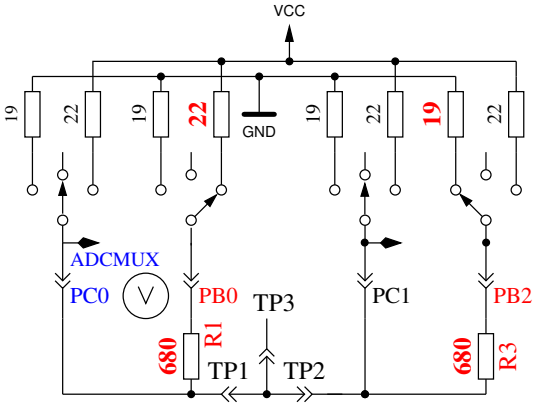 VCC
19
22
19
22
GND
19
22
19
22
ADCMUX
PC0
V
PB0
PC1
PB2
TP3
680
R1
680
R3
TP1
TP2